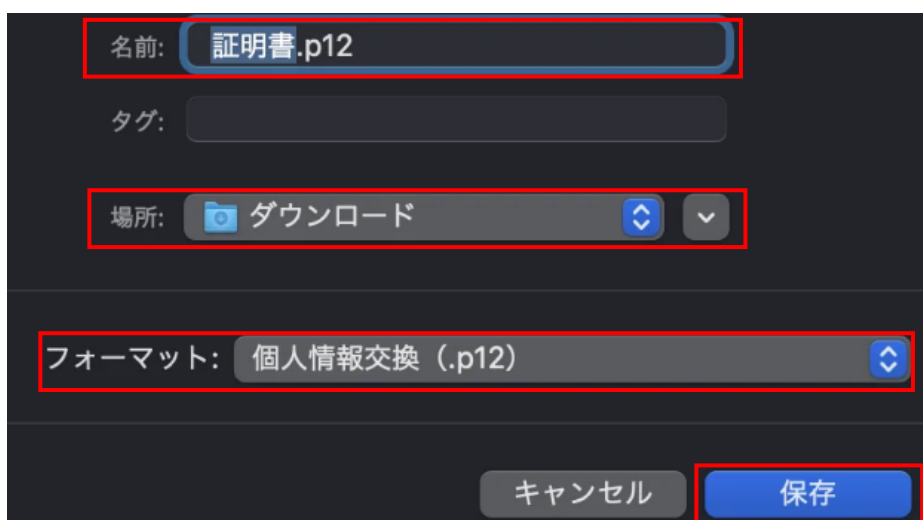 名前: 証明書.p12
タグ:
場所: ダウンロード
フォーマット: 個人情報交換（.p12）
キャンセル 保存